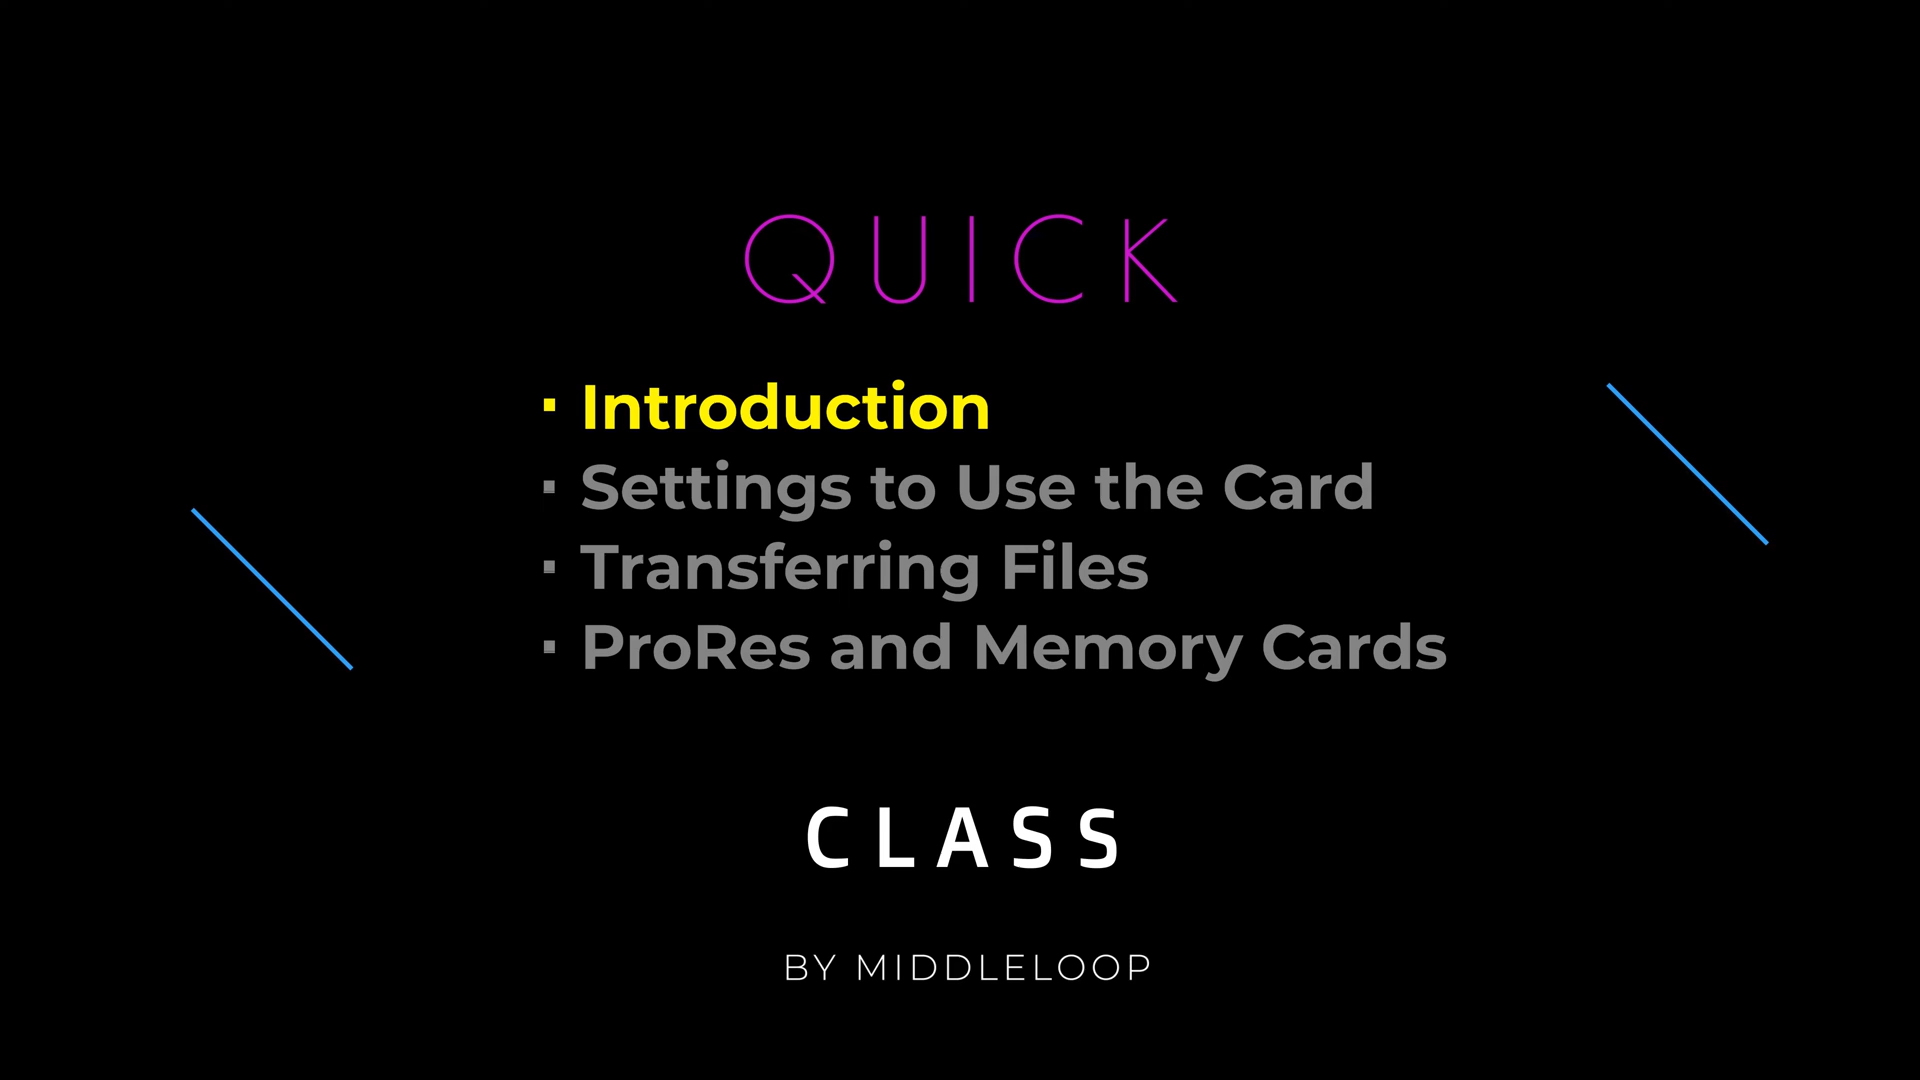 QUICK
▪ Introduction
▪ Settings to Use the Card
▪ Transferring Files
▪ ProRes and Memory Cards
CLASS
BY MIDDLELOOP